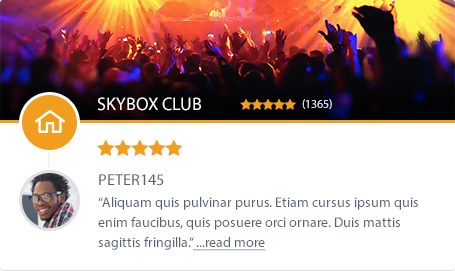 SKYBOX CLUB (1365)
PETER145
“Aliquam quis pulvinar purus. Etiam cursus ipsum quis
enim faucibus, quis posuere orci ornare. Duis mattis
sagittis fringilla.” ...read more